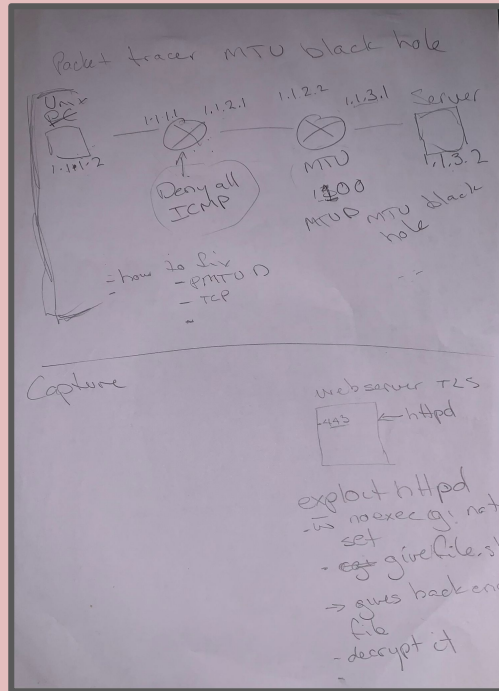 Packet tracer MTU black hole
Unix
PC
1.1.1.2
1.1.1.1
1.1.2.1
1.1.2.2
1.1.3.1
Server
1.1.3.2
Deny all
ICMP
MTU
1100
MTUD MTU black
hole
- how to fix
- PMTUD
- TCP
Capture
webserver TLS
443
httpd
exploit httpd
noexec cgi not
set
givefile.s
→ gives back enc
file
- decrypt it